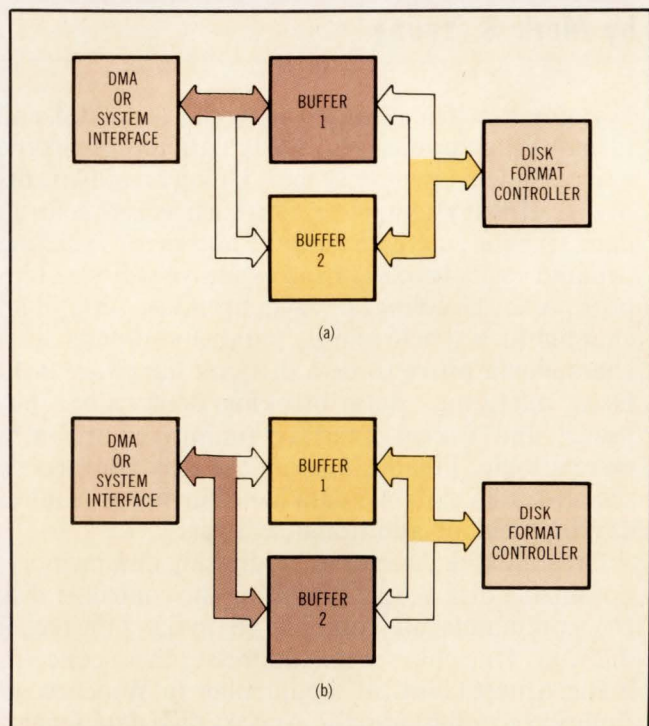 DMA
OR
SYSTEM
INTERFACE
BUFFER
1
BUFFER
2
DISK
FORMAT
CONTROLLER
(a)
DMA
OR
SYSTEM
INTERFACE
BUFFER
1
BUFFER
2
DISK
FORMAT
CONTROLLER
(b)